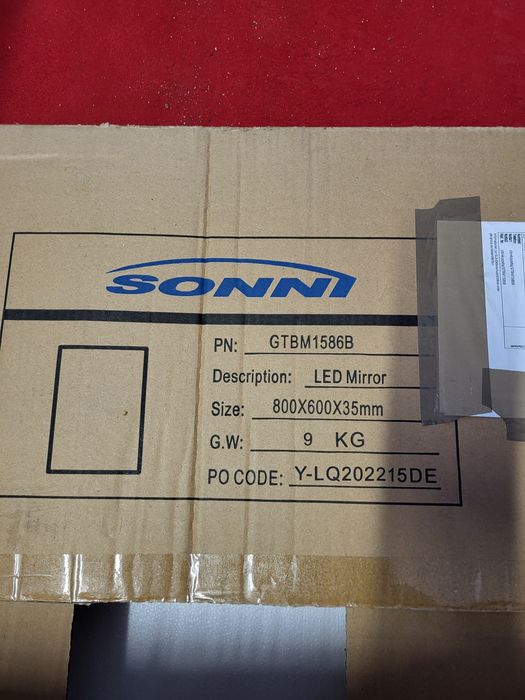 SONNI
PN: GTBM1586B
Description: LED Mirror
Size: 800X600X35mm
G.W: 9 KG
PO CODE: Y-LQ202215DE